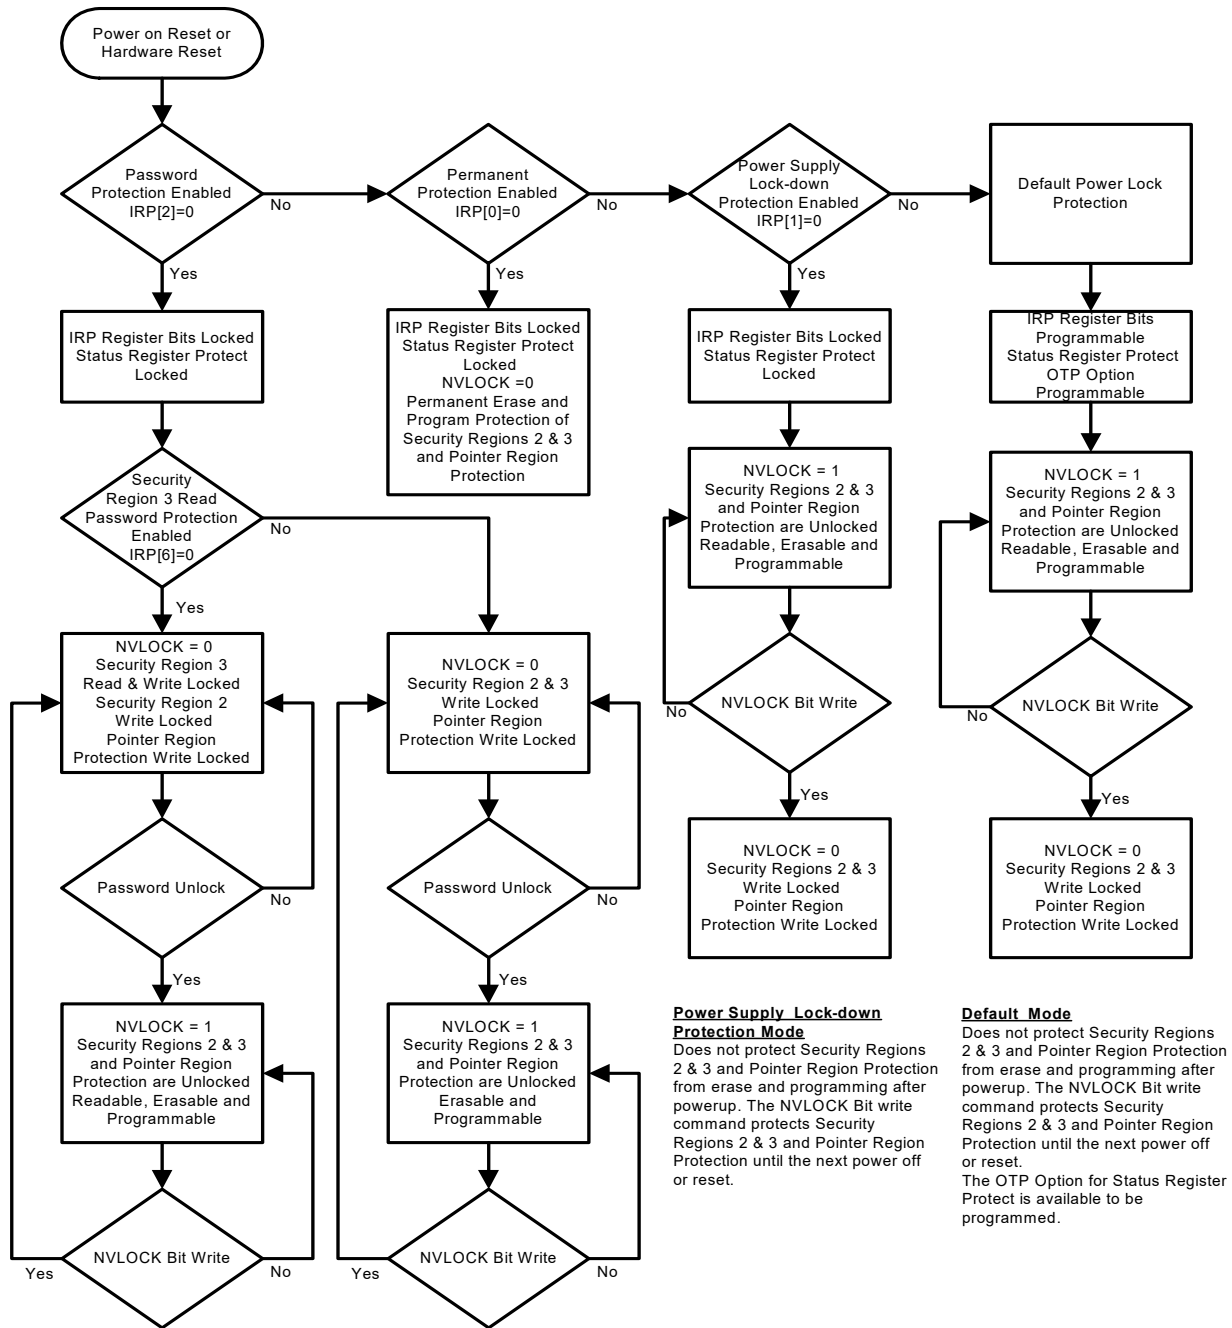 Power on Reset or
Hardware Reset
Password
Protection Enabled
IRP[2]=0
No
Yes
Permanent
Protection Enabled
IRP[0]=0
No
Yes
Power Supply
Lock-down
Protection Enabled
IRP[1]=0
No
Yes
Default Power Lock
Protection
IRP Register Bits Locked
Status Register Protect
Locked
IRP Register Bits Locked
Status Register Protect
Locked
NVLOCK =0
Permanent Erase and
Program Protection of
Security Regions 2 & 3
and Pointer Region
Protection
IRP Register Bits Locked
Status Register Protect
Locked
IRP Register Bits
Programmable
Status Register Protect
OTP Option
Programmable
Security
Region 3 Read
Password Protection
Enabled
IRP[6]=0
No
Yes
NVLOCK = 1
Security Regions 2 & 3
and Pointer Region
Protection are Unlocked
Readable, Erasable and
Programmable
NVLOCK = 1
Security Regions 2 & 3
and Pointer Region
Protection are Unlocked
Readable, Erasable and
Programmable
NVLOCK = 0
Security Region 3
Read & Write Locked
Security Region 2
Write Locked
Pointer Region
Protection Write Locked
NVLOCK = 0
Security Region 2 & 3
Write Locked
Pointer Region
Protection Write Locked
NVLOCK Bit Write
No
Yes
NVLOCK Bit Write
No
Yes
Password Unlock
No
Yes
Password Unlock
No
Yes
NVLOCK = 0
Security Regions 2 & 3
Write Locked
Pointer Region
Protection Write Locked
NVLOCK = 0
Security Regions 2 & 3
Write Locked
Pointer Region
Protection Write Locked
NVLOCK = 1
Security Regions 2 & 3
and Pointer Region
Protection are Unlocked
Readable, Erasable and
Programmable
NVLOCK = 1
Security Regions 2 & 3
and Pointer Region
Protection are Unlocked
Erasable and
Programmable
Power Supply Lock-down
Protection Mode
Does not protect Security Regions
2 & 3 and Pointer Region Protection
from erase and programming after
powerup. The NVLOCK Bit write
command protects Security
Regions 2 & 3 and Pointer Region
Protection until the next power off
or reset.
Default Mode
Does not protect Security Regions
2 & 3 and Pointer Region Protection
from erase and programming after
powerup. The NVLOCK Bit write
command protects Security
Regions 2 & 3 and Pointer Region
Protection until the next power off
or reset.
The OTP Option for Status Register
Protect is available to be
programmed.
NVLOCK Bit Write
Yes
No
NVLOCK Bit Write
Yes
No